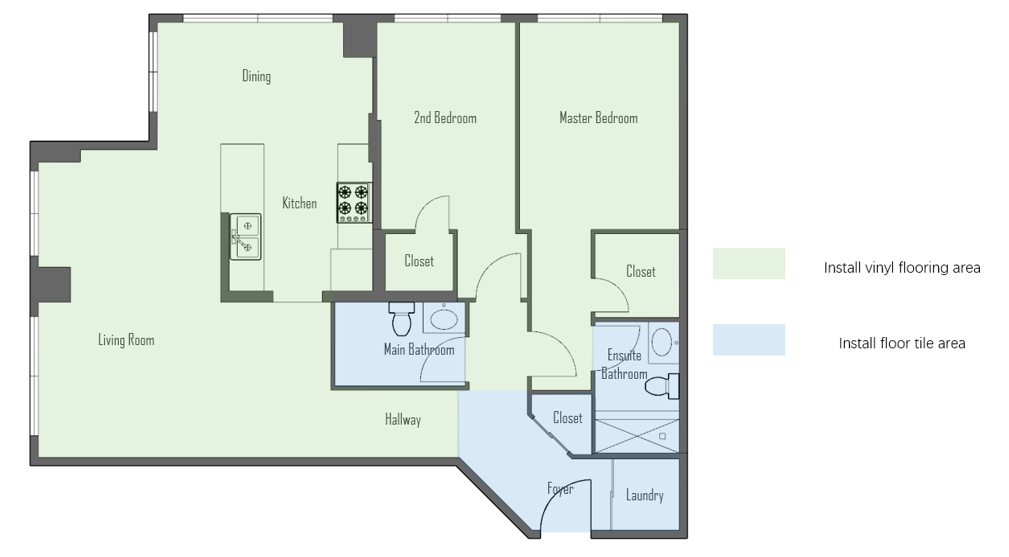 Dining
2nd Bedroom
Master Bedroom
Kitchen
Closet
Closet
Install vinyl flooring area
Living Room
Main Bathroom
Ensuite
Bathroom
Install floor tile area
Hallway
Closet
Foyer
Laundry